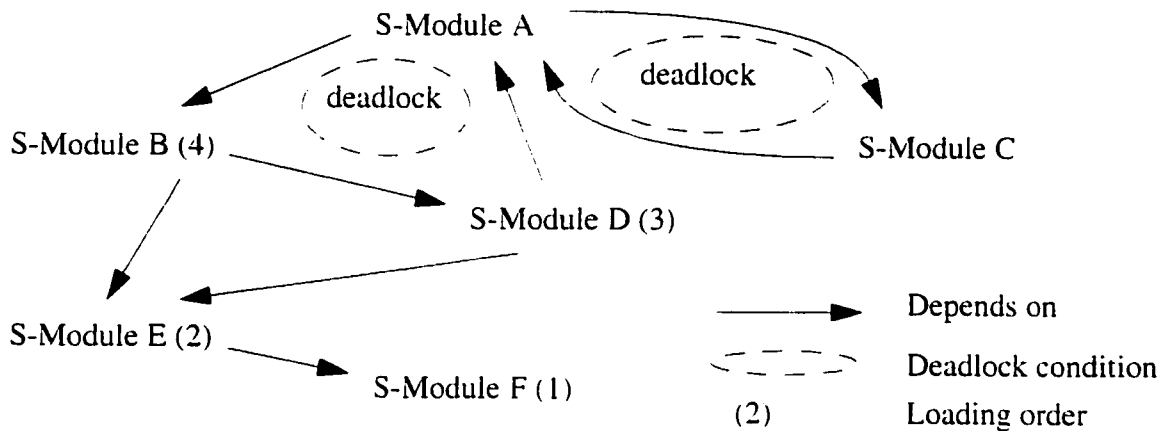 S-Module A
deadlock
deadlock
S-Module B (4)
S-Module C
S-Module D (3)
Depends on
S-Module E (2)
Deadlock condition
S-Module F (1)
(2)
Loading order